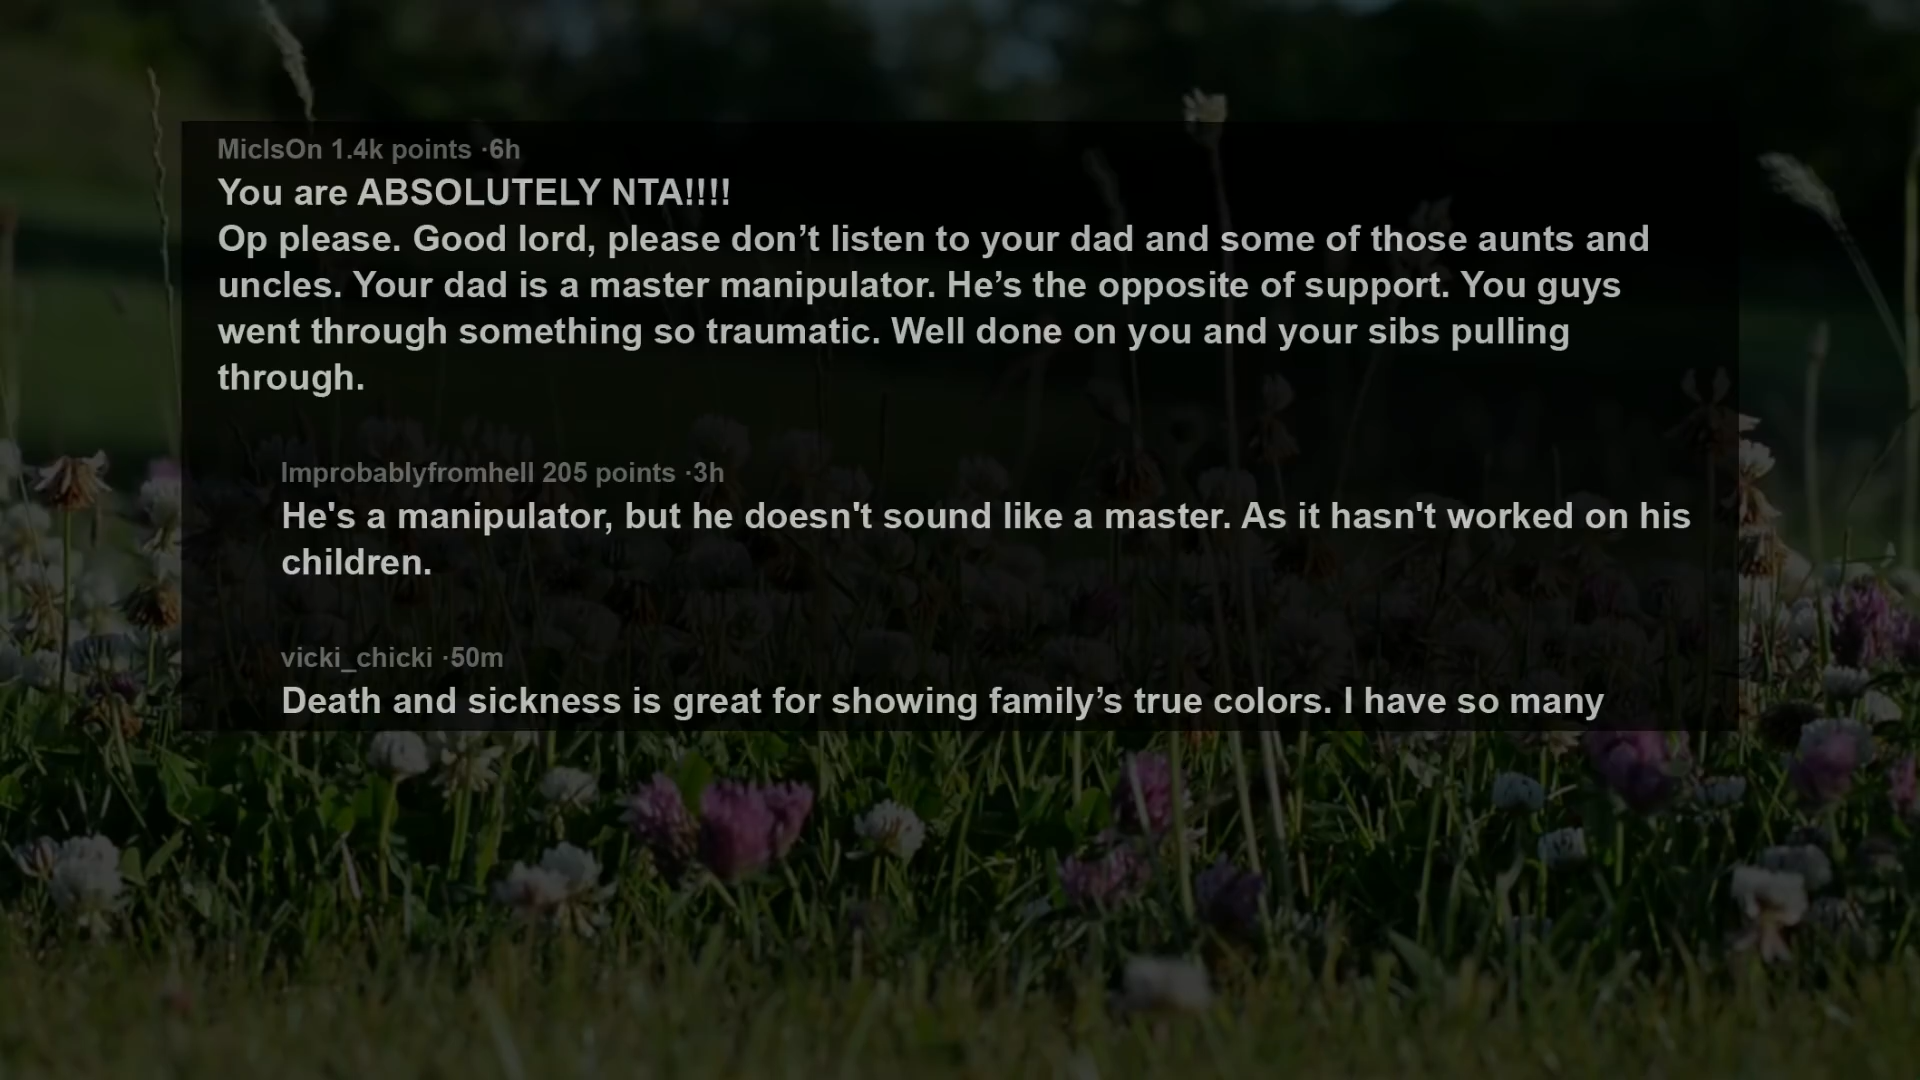 MicIsOn 1.4k points ·6h
You are ABSOLUTELY NTA!!!!
Op please. Good lord, please don’t listen to your dad and some of those aunts and
uncles. Your dad is a master manipulator. He’s the opposite of support. You guys
went through something so traumatic. Well done on you and your sibs pulling
through.
Improbablyfromhell 205 points ·3h
He's a manipulator, but he doesn't sound like a master. As it hasn't worked on his
children.
vicki_chicki ·50m
Death and sickness is great for showing family’s true colors. I have so many